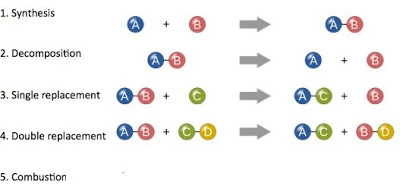 1. Synthesis A + B A B
2. Decomposition A B A + B
3. Single replacement A B + C A C + B
4. Double replacement A B + C D A C + B D
5. Combustion